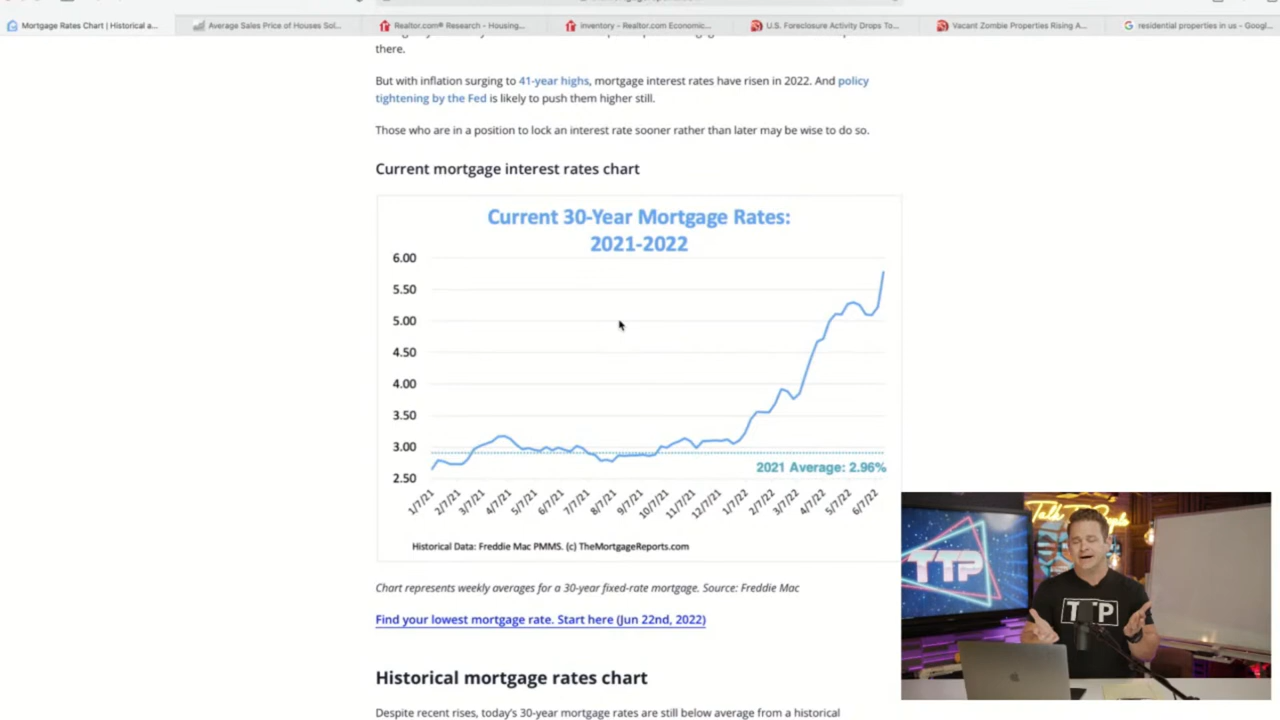 Mortgage Rates Chart | Historical a...
Average Sales Price of Houses Sol...
Realtor.com® Research - Housing...
inventory - Realtor.com Economic...
U.S. Foreclosure Activity Drops To...
Vacant Zombie Properties Rising A...
residential properties in us - Googl...
there.
But with inflation surging to 41-year highs, mortgage interest rates have risen in 2022. And policy
tightening by the Fed is likely to push them higher still.
Those who are in a position to lock an interest rate sooner rather than later may be wise to do so.
Current mortgage interest rates chart
Current 30-Year Mortgage Rates:
2021-2022
6.00
5.50
5.00
4.50
4.00
3.50
3.00
2.50
2021 Average: 2.96%
1/7/21
2/7/21
3/7/21
4/7/21
5/7/21
6/7/21
7/7/21
8/7/21
9/7/21
10/7/21
11/7/21
12/7/21
1/7/22
2/7/22
3/7/22
4/7/22
5/7/22
6/7/22
Historical Data: Freddie Mac PMMS. (c) TheMortgageReports.com
Chart represents weekly averages for a 30-year fixed-rate mortgage. Source: Freddie Mac
Find your lowest mortgage rate. Start here (Jun 22nd, 2022)
Talk To People
TTP
Historical mortgage rates chart
Despite recent rises, today's 30-year mortgage rates are still below average from a historical